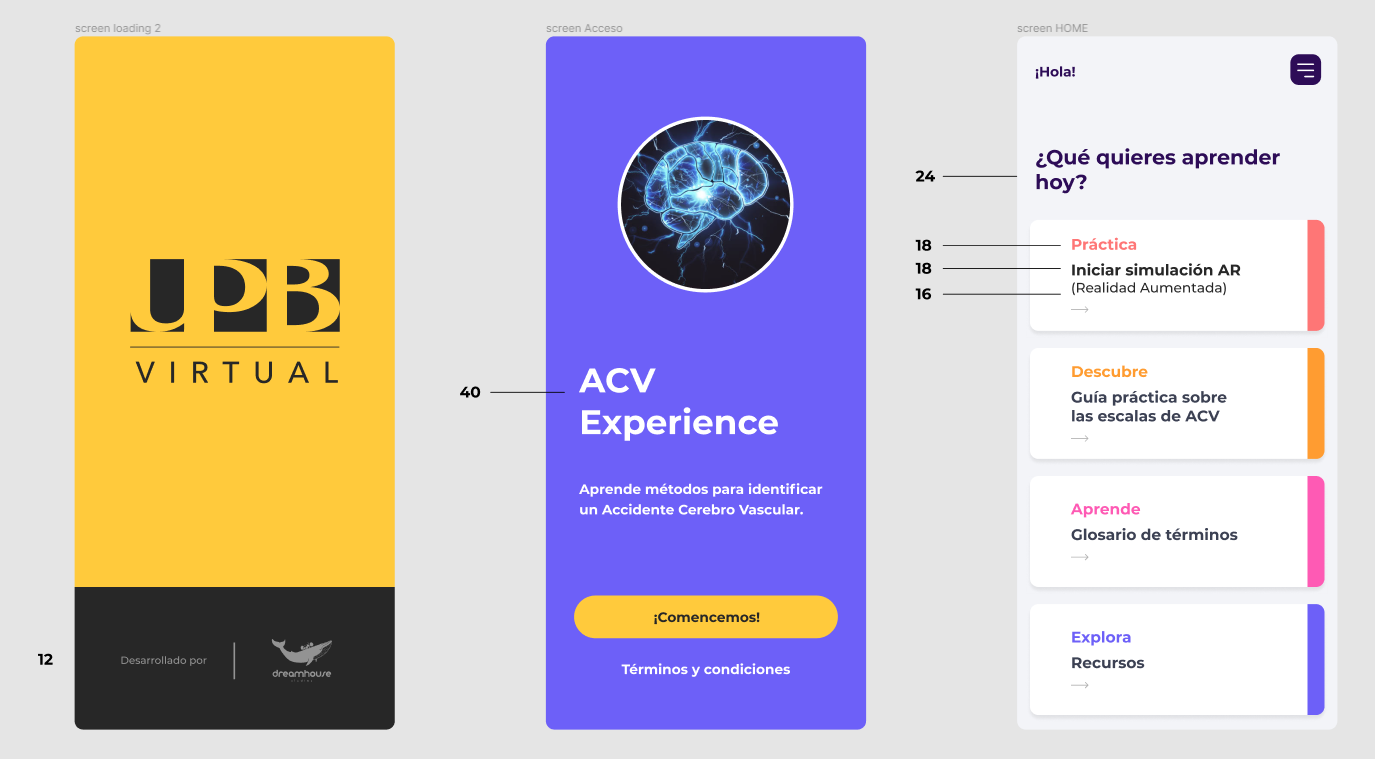 screen loading 2
UPB
VIRTUAL
12
Desarrollado por
dreamhouse
screen Acceso
40
ACV
Experience
Aprende métodos para identificar
un Accidente Cerebro Vascular.
¡Comencemos!
Términos y condiciones
screen HOME
¡Hola!
24
¿Qué quieres aprender
hoy?
18
Práctica
18
Iniciar simulación AR
16
(Realidad Aumentada)
Descubre
Guía práctica sobre
las escalas de ACV
Aprende
Glosario de términos
Explora
Recursos